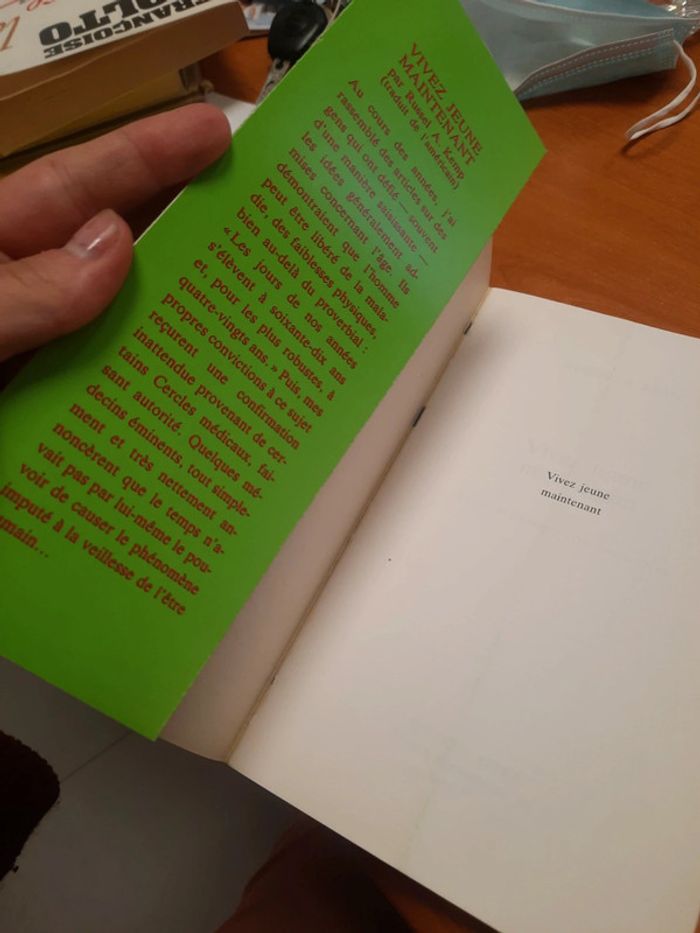 FRANÇOISE
OLTO
VIVEZ JEUNE
MAINTENANT
par Russel A. Kemp
(traduit de l'américain)
Au cours des années, j'ai
rassemblé des articles sur des
gens qui ont défié — souvent
d'une manière saisissante —
les idées généralement ad-
mises concernant l'âge. Ils
démontraient que l'homme
peut être libéré de la mala-
die, des faiblesses physiques,
bien au-delà du proverbial :
« Les jours de nos années
s'élèvent à soixante-dix ans
et, pour les plus robustes, à
quatre-vingts ans. » Puis, mes
propres convictions à ce sujet
reçurent une confirmation
inattendue provenant de cer-
tains Cercles médicaux, fai-
sant autorité. Quelques mé-
decins éminents, tout simple-
ment et très nettement an-
noncèrent que le temps n'a-
vait pas par lui-même le pou-
voir de causer le phénomène
imputé à la veillesse de l'être
umain...
Vivez jeune
maintenant